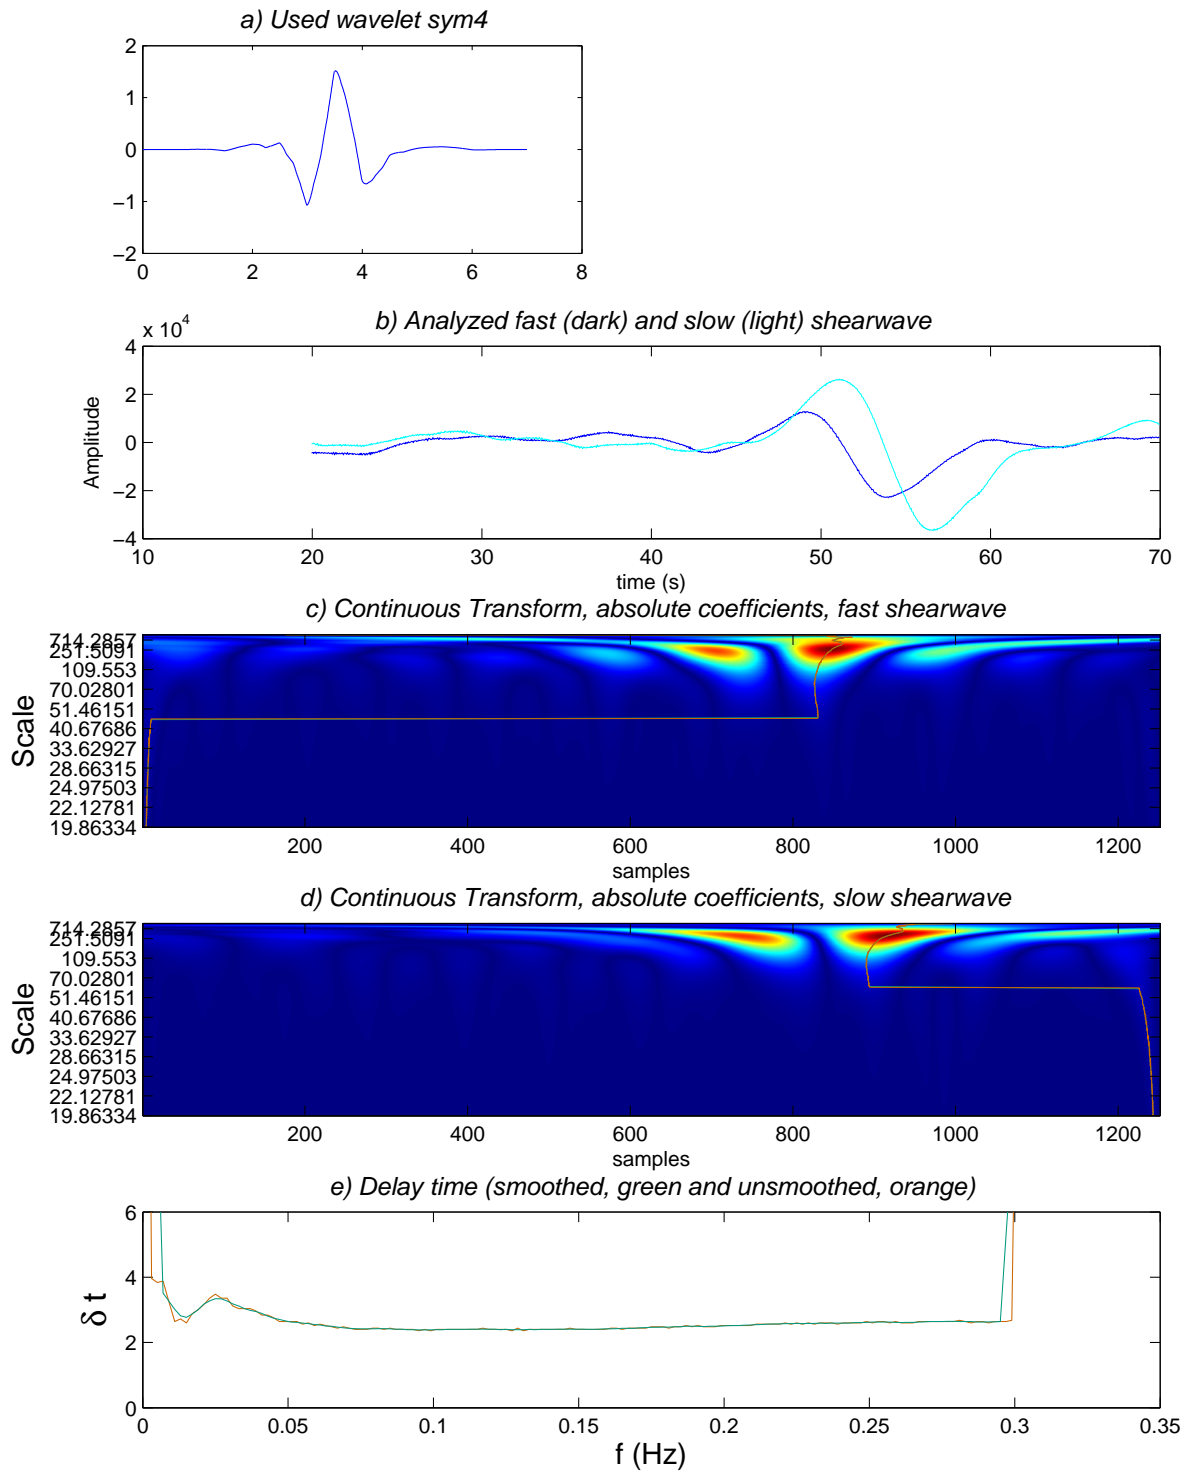 a) Used wavelet sym4
2
1
0
−1
−2
0 2 4 6 8
b) Analyzed fast (dark) and slow (light) shearwave
x 10^4
4
2
0
−2
−4
Amplitude
10 20 30 40 50 60 70
time (s)
c) Continuous Transform, absolute coefficients, fast shearwave
714.2857
251.5091
109.553
70.02801
51.46151
40.67686
33.62927
28.66315
24.97503
22.12781
19.86334
Scale
200 400 600 800 1000 1200
samples
d) Continuous Transform, absolute coefficients, slow shearwave
714.2857
251.5091
109.553
70.02801
51.46151
40.67686
33.62927
28.66315
24.97503
22.12781
19.86334
Scale
200 400 600 800 1000 1200
samples
e) Delay time (smoothed, green and unsmoothed, orange)
6
4
2
0
δ t
0 0.05 0.1 0.15 0.2 0.25 0.3 0.35
f (Hz)